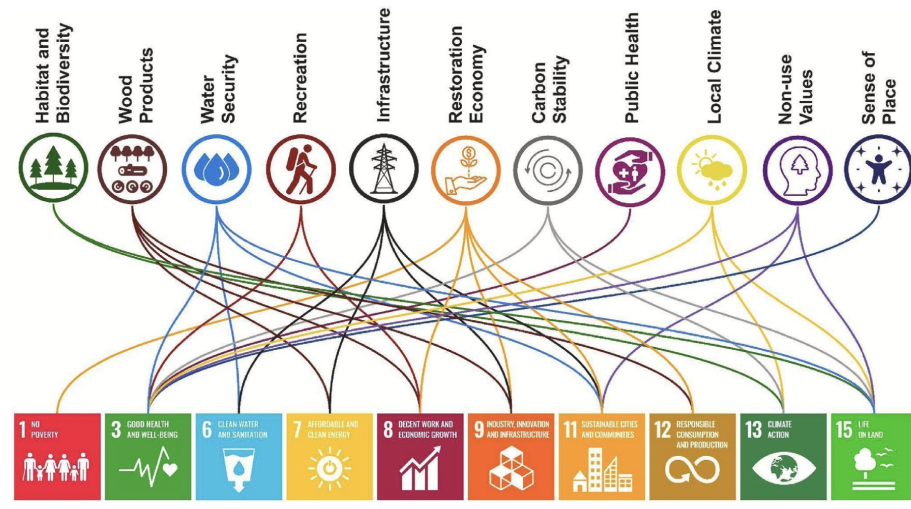 Habitat and
Biodiversity
Wood
Products
Water
Security
Recreation
Infrastructure
Restoration
Economy
Carbon
Stability
Public Health
Local Climate
Non-use
Values
Sense of
Place
$
1 NO
POVERTY
3 GOOD HEALTH
AND WELL-BEING
6 CLEAN WATER
AND SANITATION
7 AFFORDABLE AND
CLEAN ENERGY
8 DECENT WORK AND
ECONOMIC GROWTH
9 INDUSTRY, INNOVATION
AND INFRASTRUCTURE
11 SUSTAINABLE CITIES
AND COMMUNITIES
12 RESPONSIBLE
CONSUMPTION
AND PRODUCTION
13 CLIMATE
ACTION
15 LIFE
ON LAND